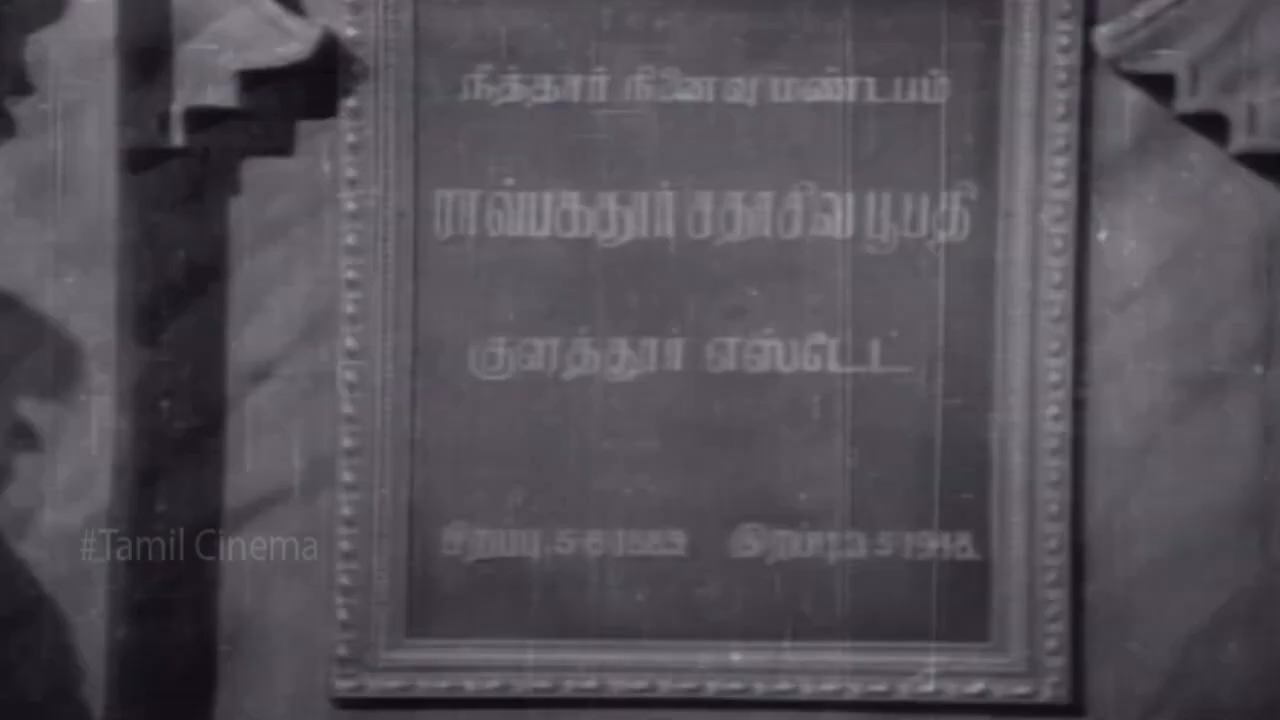 நீத்தார் நினைவு மண்டபம்
ராவ்பகதூர் சதாசிவ பூபதி
குளத்தூர் எஸ்டேட்
#Tamil Cinema
பிறப்பு இறப்பு